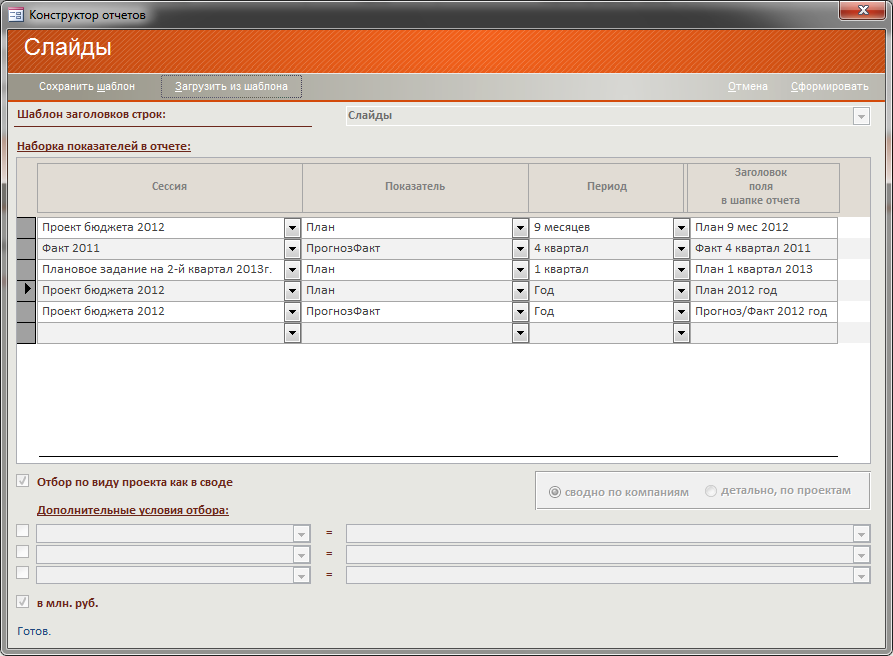 Конструктор отчетов
Слайды
Сохранить шаблон Загрузить из шаблона Отмена Сформировать
Шаблон заголовков строк: Слайды
Наборка показателей в отчете:
Сессия Показатель Период Заголовок
поля
в шапке отчета
Проект бюджета 2012 План 9 месяцев План 9 мес 2012
Факт 2011 ПрогнозФакт 4 квартал Факт 4 квартал 2011
Плановое задание на 2-й квартал 2013г. План 1 квартал План 1 квартал 2013
Проект бюджета 2012 План Год План 2012 год
Проект бюджета 2012 ПрогнозФакт Год Прогноз/Факт 2012 год
Отбор по виду проекта как в своде
сводно по компаниям детально, по проектам
Дополнительные условия отбора:
=
=
=
в млн. руб.
Готов.